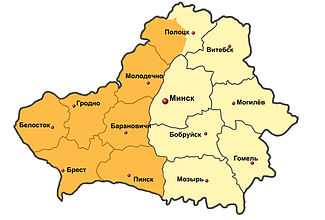 Полоцк
Витебск
Молодечно
Минск
Гродно
Могилёв
Белосток
Барановичи
Бобруйск
Гомель
Брест
Пинск
Мозырь